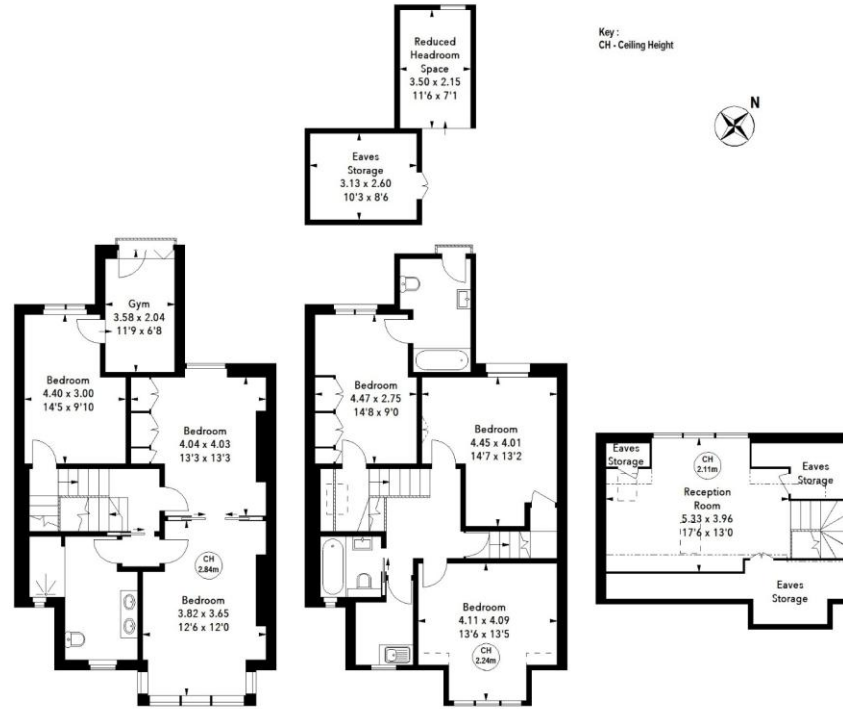 Reduced
Headroom
Space
3.50 x 2.15
11'6 x 7'1
Key :
CH - Ceiling Height
N
Eaves
Storage
3.13 x 2.60
10'3 x 8'6
Gym
3.58 x 2.04
11'9 x 6'8
Bedroom
4.40 x 3.00
14'5 x 9'10
Bedroom
4.04 x 4.03
13'3 x 13'3
CH
2.84m
Bedroom
3.82 x 3.65
12'6 x 12'0
Bedroom
4.47 x 2.75
14'8 x 9'0
Bedroom
4.45 x 4.01
14'7 x 13'2
Bedroom
4.11 x 4.09
13'6 x 13'5
CH
2.24m
Eaves
Storage
CH
2.11m
Eaves
Storage
Reception
Room
5.33 x 3.96
17'6 x 13'0
Eaves
Storage